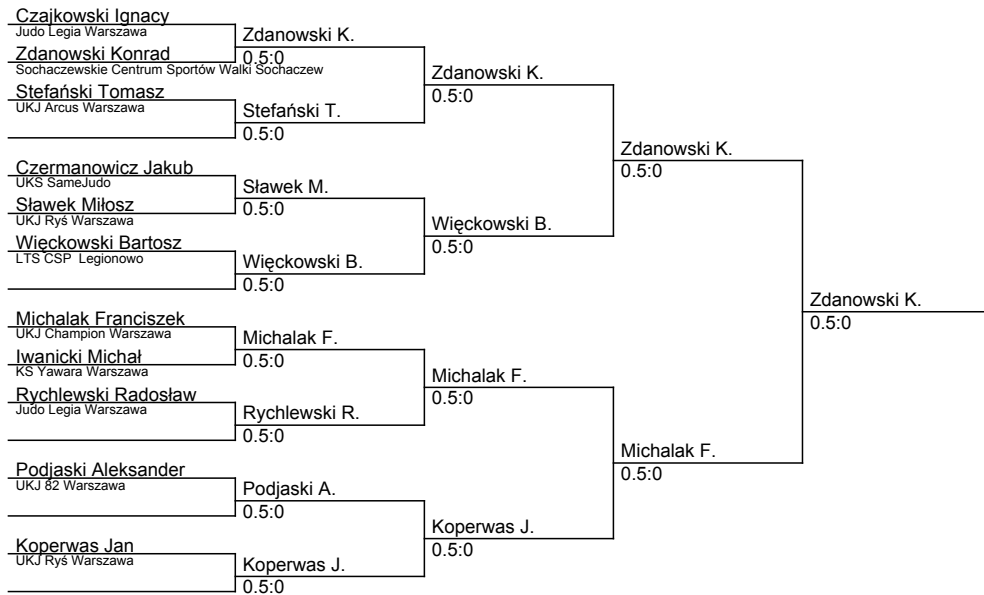 Czajkowski Ignacy
Judo Legia Warszawa
Zdanowski Konrad
Sochaczewskie Centrum Sportów Walki Sochaczew
Stefański Tomasz
UKJ Arcus Warszawa
Czermanowicz Jakub
UKS SameJudo
Sławek Miłosz
UKJ Ryś Warszawa
Więckowski Bartosz
LTS CSP Legionowo
Michalak Franciszek
UKJ Champion Warszawa
Iwanicki Michał
KS Yawara Warszawa
Rychlewski Radosław
Judo Legia Warszawa
Podjaski Aleksander
UKJ 82 Warszawa
Koperwas Jan
UKJ Ryś Warszawa
Zdanowski K.
0.5:0
Stefański T.
0.5:0
Sławek M.
0.5:0
Więckowski B.
0.5:0
Michalak F.
0.5:0
Rychlewski R.
0.5:0
Podjaski A.
0.5:0
Koperwas J.
0.5:0
Zdanowski K.
0.5:0
Więckowski B.
0.5:0
Michalak F.
0.5:0
Koperwas J.
0.5:0
Zdanowski K.
0.5:0
Michalak F.
0.5:0
Zdanowski K.
0.5:0